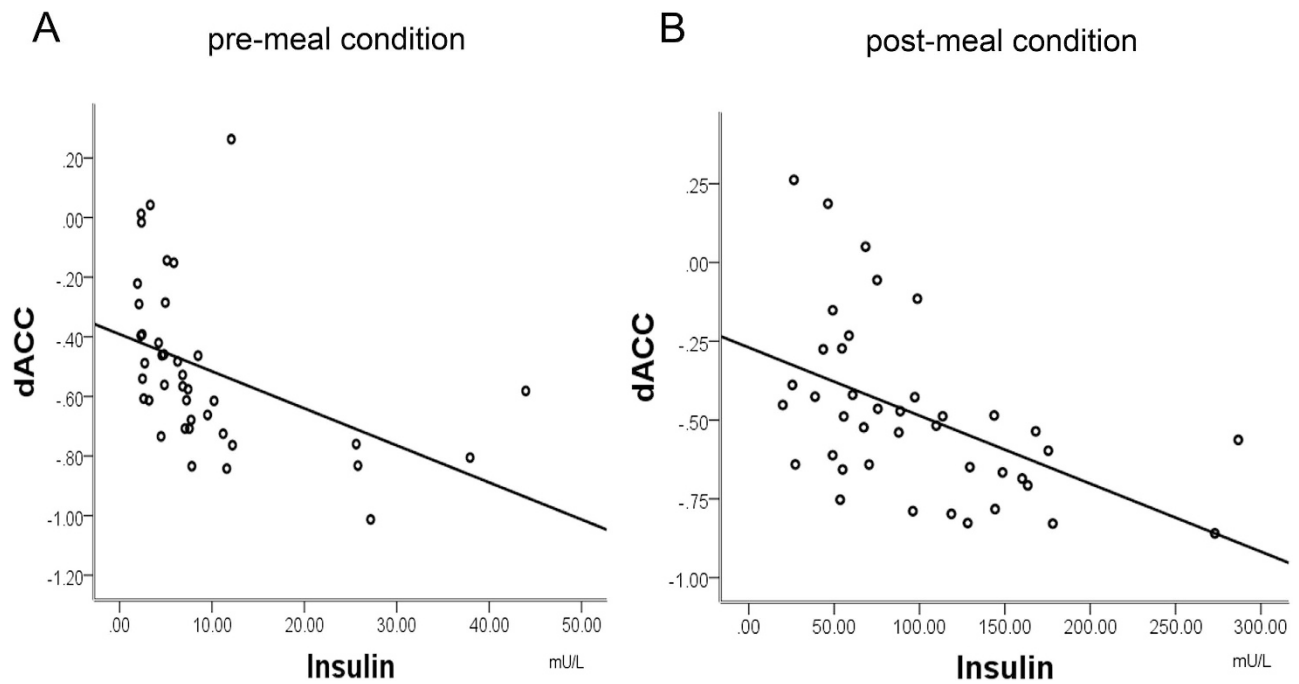 A
pre-meal condition
.20
.00
-.20
-.40
-.60
-.80
-1.00
-1.20
dACC
.00 10.00 20.00 30.00 40.00 50.00
Insulin mU/L
B
post-meal condition
.25
.00
-.25
-.50
-.75
-1.00
dACC
.00 50.00 100.00 150.00 200.00 250.00 300.00
Insulin mU/L